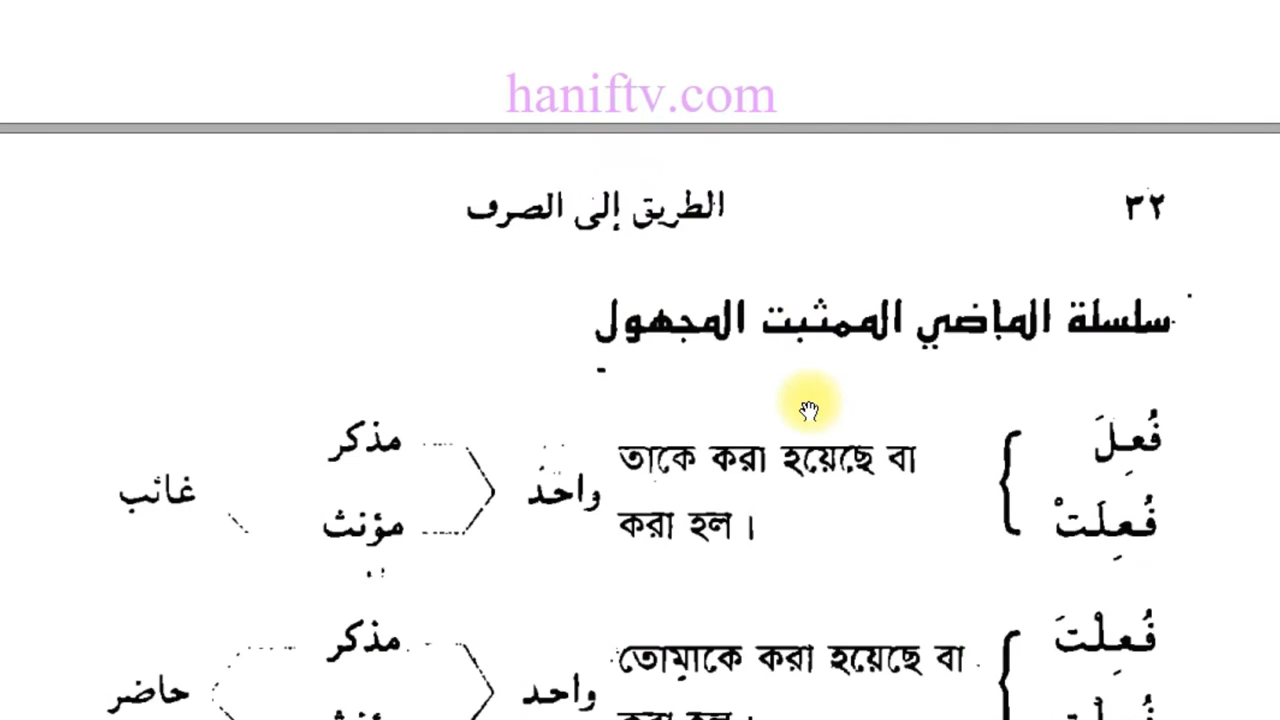 haniftv.com
٣٢ الطريق إلى الصرف
سلسلة الماضي المثبت المجهول
فُعِلَ { তাকে করা হয়েছে বা واحد مذكر غائب
فُعِلَتْ করা হল । مؤنث
فُعِلْتَ { তোমাকে করা হয়েছে বা واحد مذكر حاضر